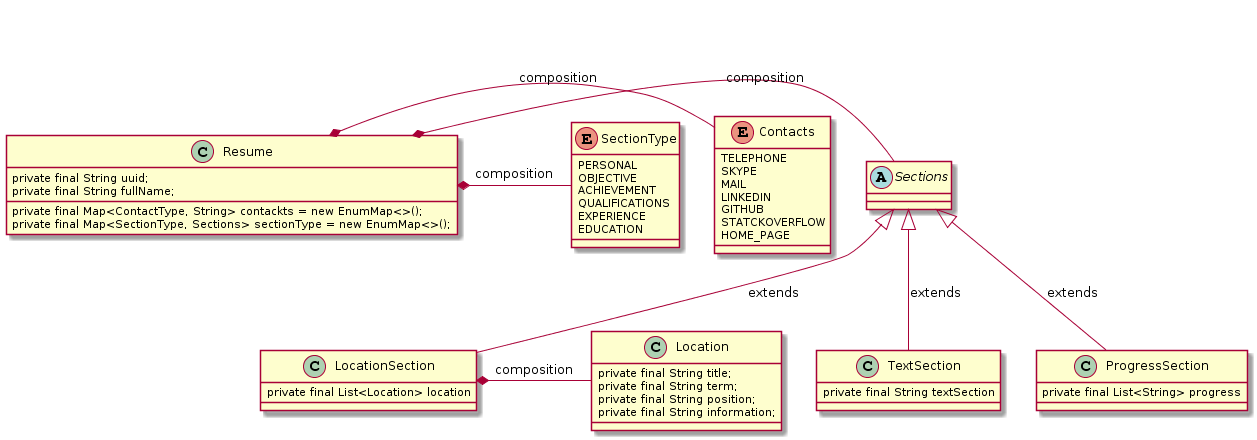 composition
composition
C Resume
private final String uuid;
private final String fullName;
private final Map<ContactType, String> contackts = new EnumMap<>();
private final Map<SectionType, Sections> sectionType = new EnumMap<>();
composition
E SectionType
PERSONAL
OBJECTIVE
ACHIEVEMENT
QUALIFICATIONS
EXPERIENCE
EDUCATION
E Contacts
TELEPHONE
SKYPE
MAIL
LINKEDIN
GITHUB
STATCKOVERFLOW
HOME_PAGE
A Sections
extends
extends
extends
C LocationSection
private final List<Location> location
composition
C Location
private final String title;
private final String term;
private final String position;
private final String information;
C TextSection
private final String textSection
C ProgressSection
private final List<String> progress